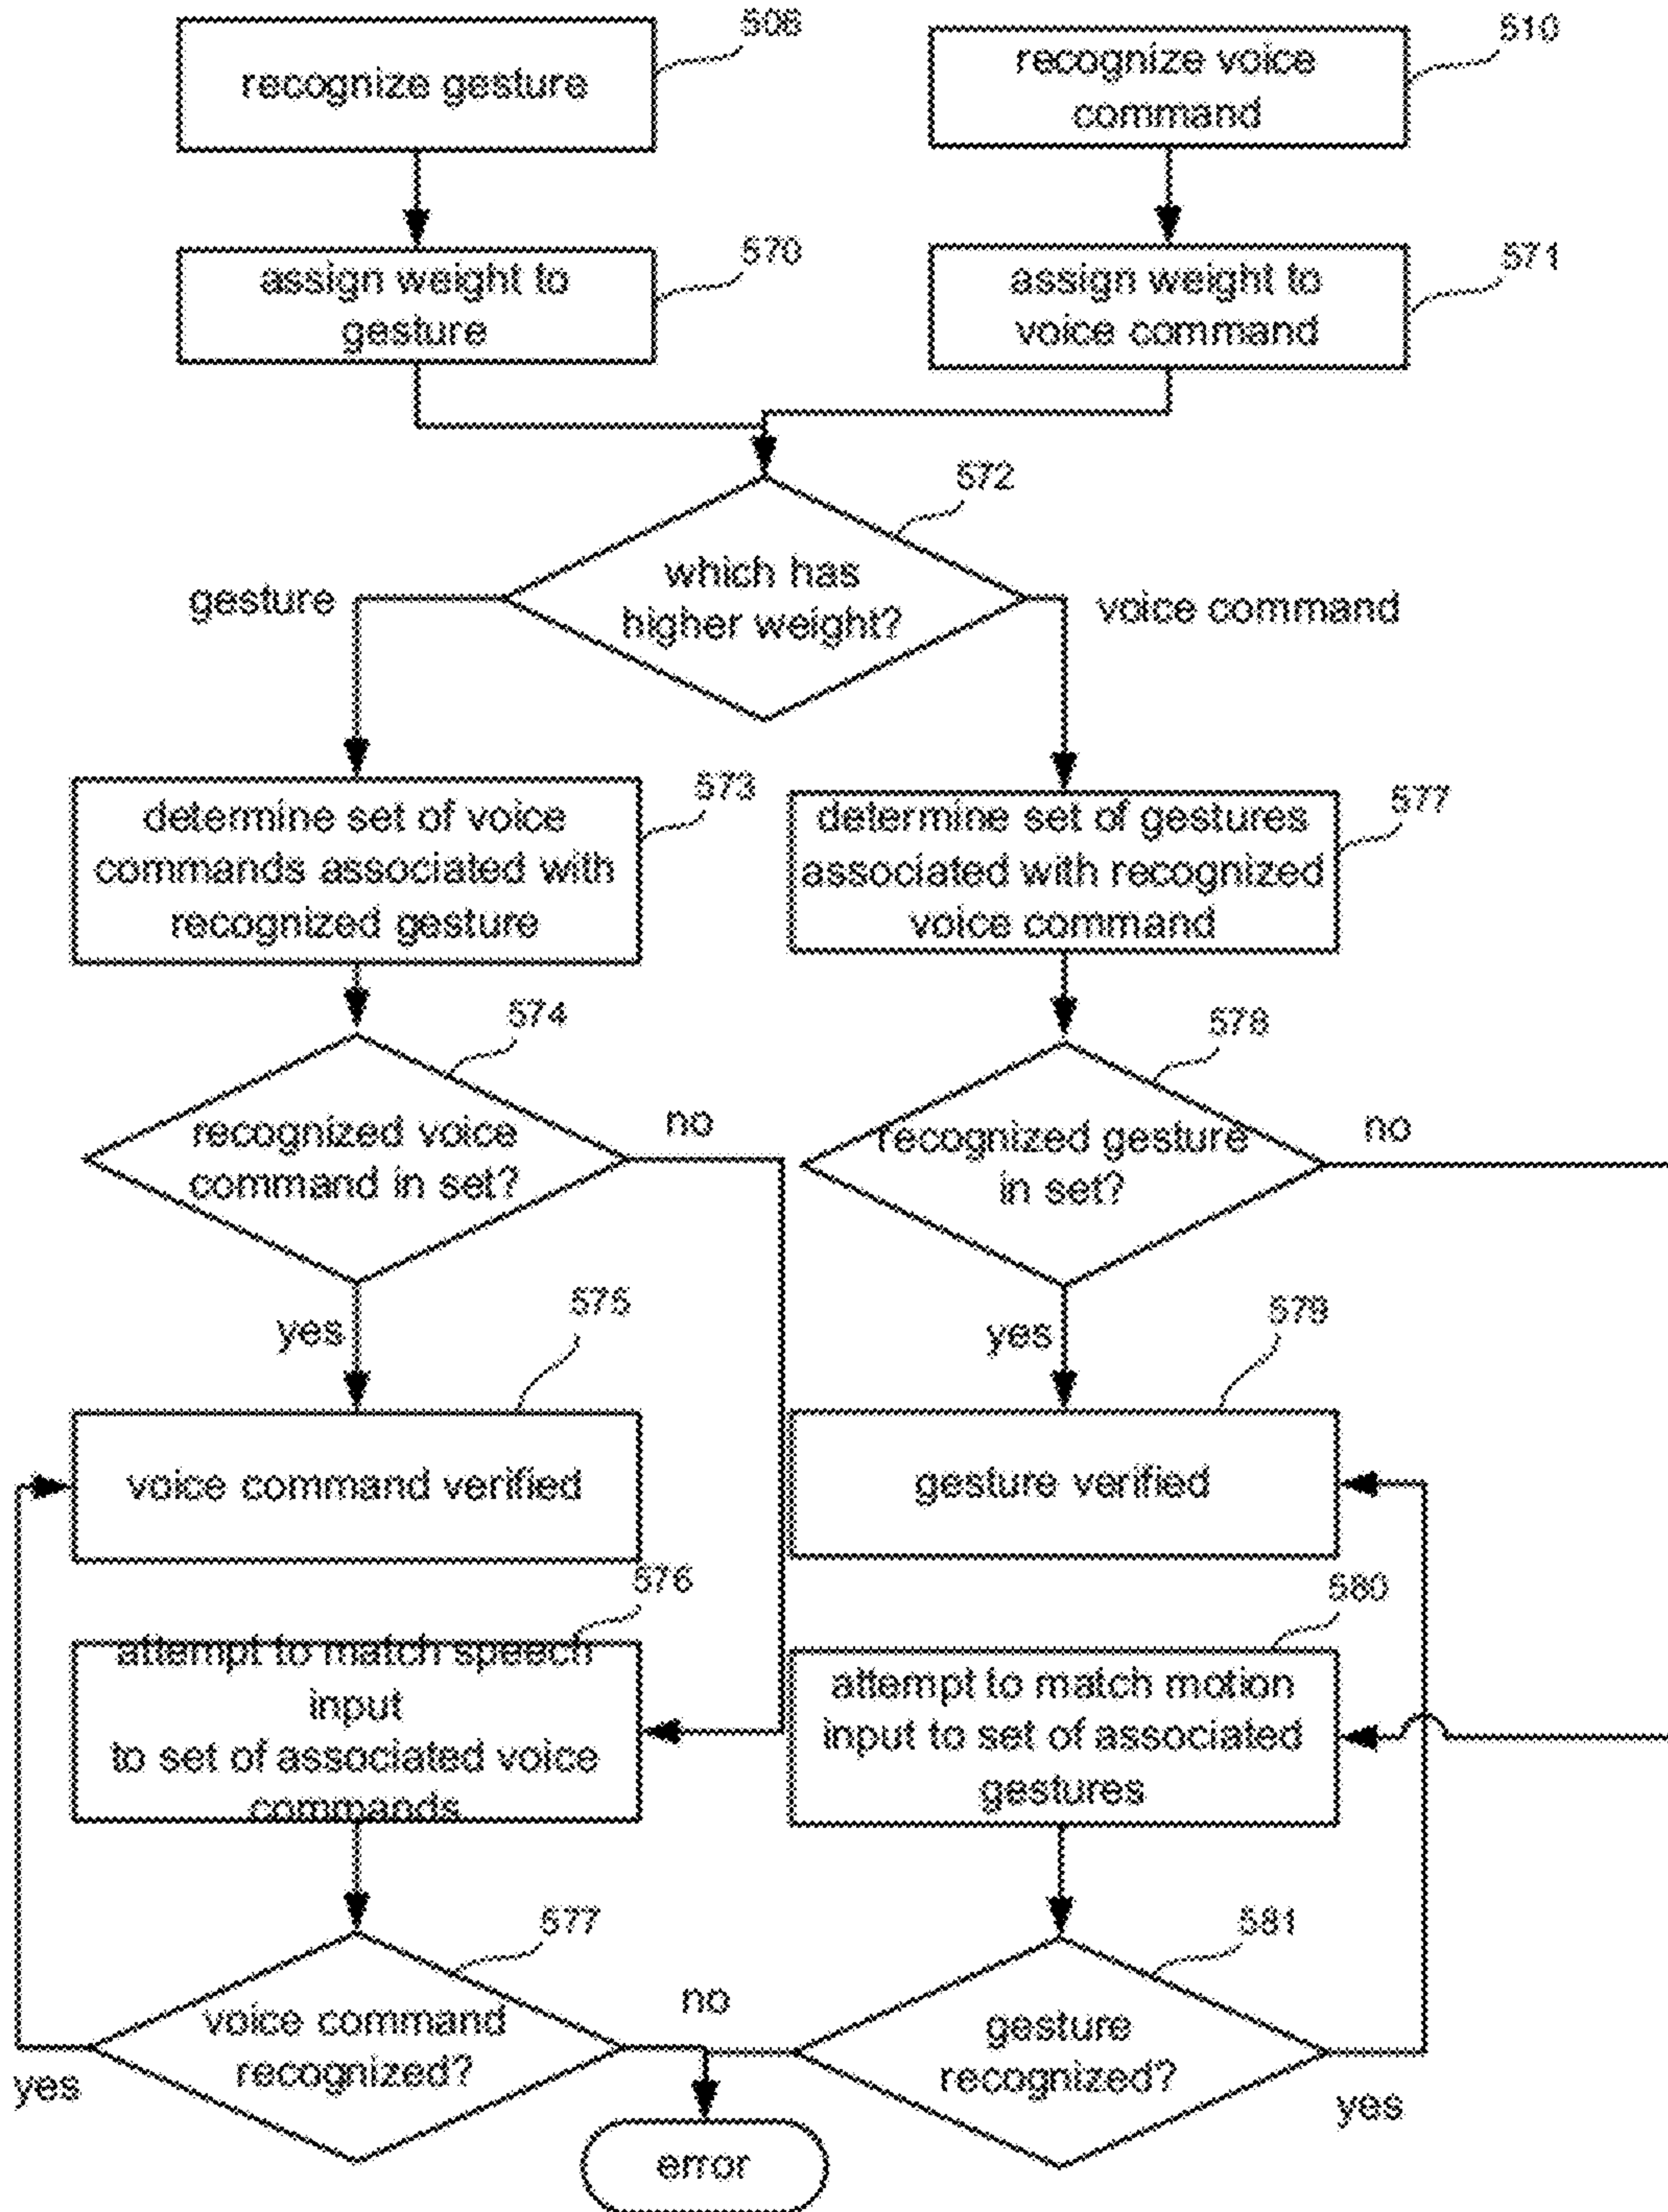 508
recognize gesture
510
recognize voice
command
570
assign weight to
gesture
571
assign weight to
voice command
572
which has
higher weight?
gesture
voice command
573
determine set of voice
commands associated with
recognized gesture
577
determine set of gestures
associated with recognized
voice command
574
recognized voice
command in set?
no
yes
578
recognized gesture
in set?
no
yes
575
voice command verified
579
gesture verified
576
attempt to match speech
input
to set of associated voice
commands
580
attempt to match motion
input to set of associated
gestures
577
voice command
recognized?
yes
no
581
gesture
recognized?
yes
error